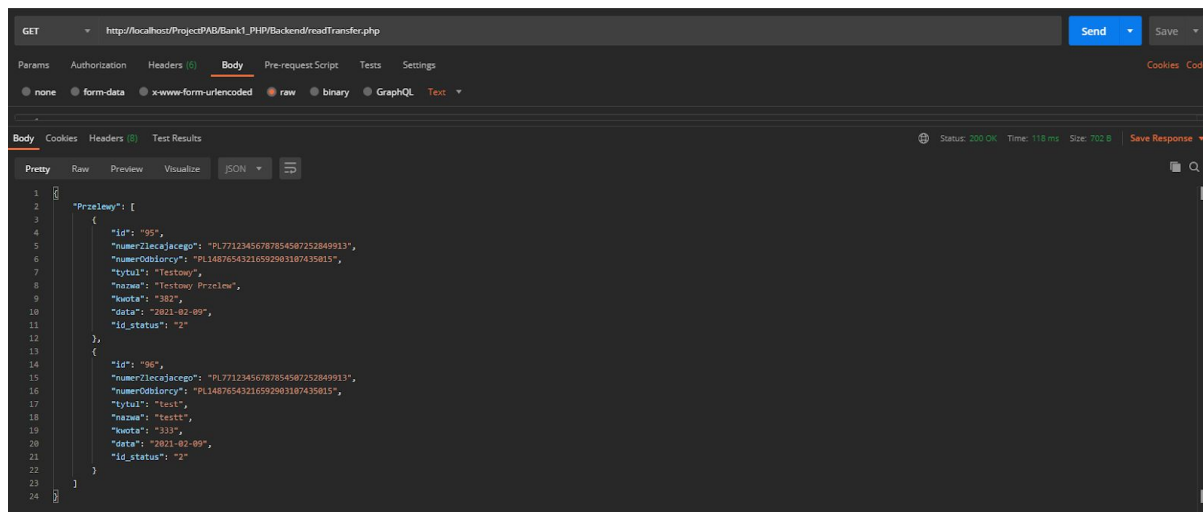 GET http://localhost/ProjectPAB/Bank1_PHP/Backend/readTransfer.php Send Save
Params Authorization Headers (6) Body Pre-request Script Tests Settings Cookies Cod
none form-data x-www-form-urlencoded raw binary GraphQL Text
Body Cookies Headers (8) Test Results Status: 200 OK Time: 118 ms Size: 702 B Save Response
Pretty Raw Preview Visualize JSON
1 {
2 "Przelewy": [
3 {
4 "id": "95",
5 "numerZlecajacego": "PL77123456787854507252849913",
6 "numerOdbiorcy": "PL14876543216592903107435015",
7 "tytul": "Testowy",
8 "nazwa": "Testowy Przelew",
9 "kwota": "382",
10 "data": "2021-02-09",
11 "id_status": "2"
12 },
13 {
14 "id": "96",
15 "numerZlecajacego": "PL77123456787854507252849913",
16 "numerOdbiorcy": "PL14876543216592903107435015",
17 "tytul": "test",
18 "nazwa": "testt",
19 "kwota": "333",
20 "data": "2021-02-09",
21 "id_status": "2"
22 }
23 ]
24 }